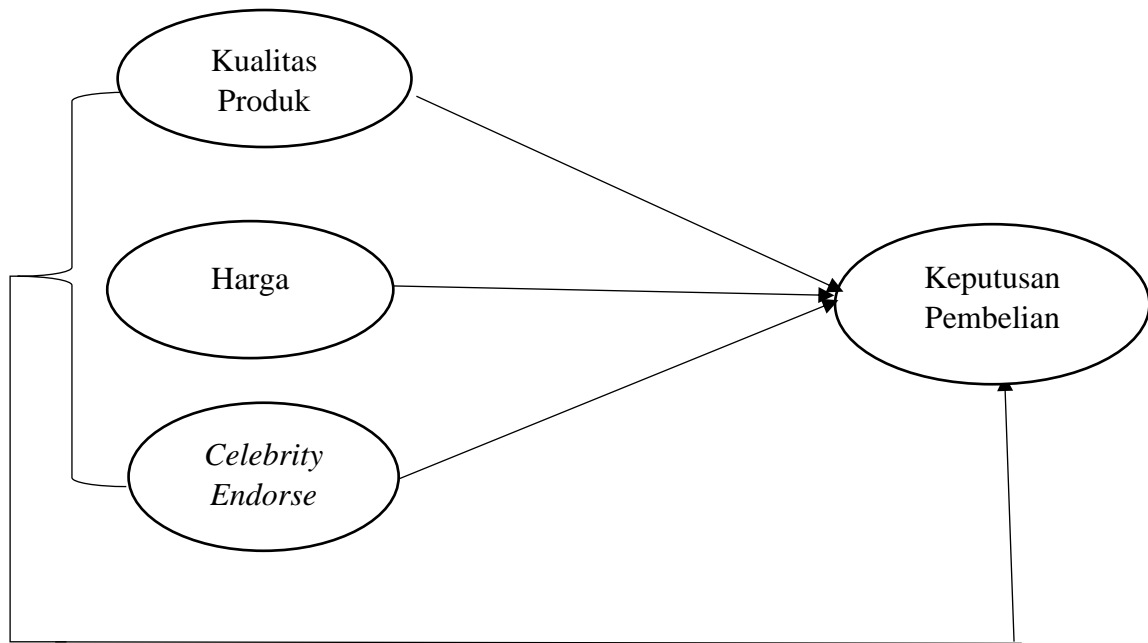 Kualitas
Produk
Harga
Celebrity
Endorse
Keputusan
Pembelian